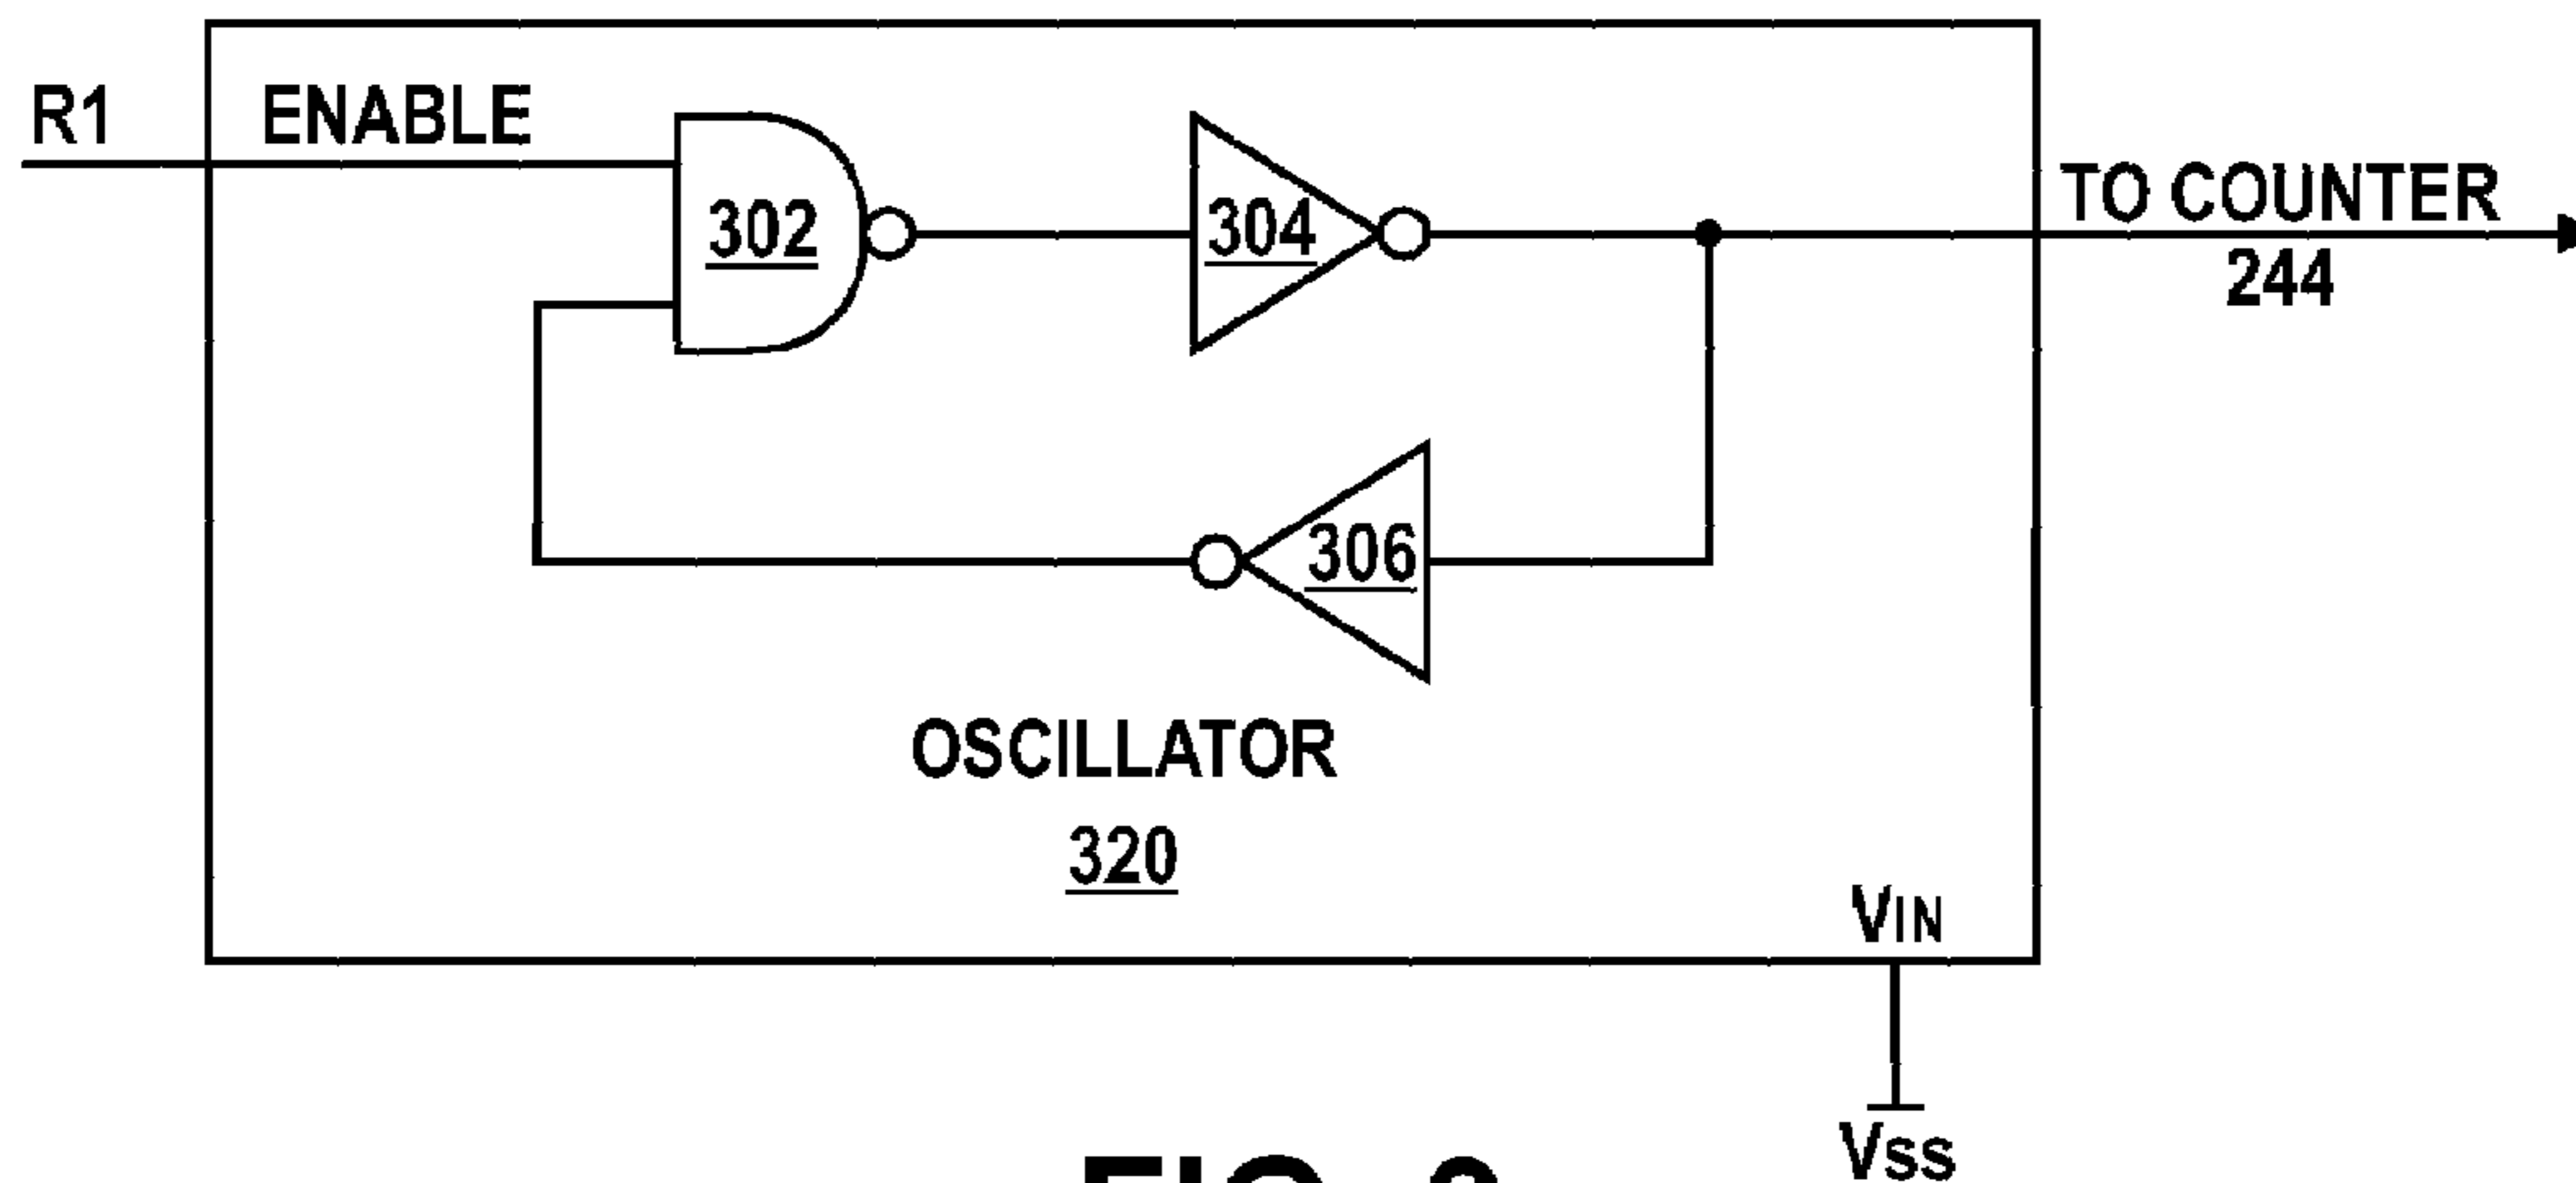 R1
ENABLE
302
304
TO COUNTER
244
306
OSCILLATOR
320
VIN
VSS